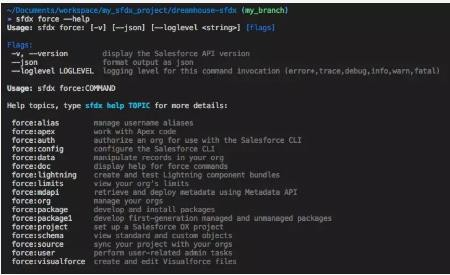 ~/Documents/workspace/my_sfdx_project/dreamhouse-sfdx (my_branch)
» sfdx force --help
Usage: sfdx force: [-v] [--json] [--loglevel <string>] [flags]
Flags:
-v, --version display the Salesforce API version
--json format output as json
--loglevel LOGLEVEL logging level for this command invocation (error*,trace,debug,info,warn,fatal)
Usage: sfdx force:COMMAND
Help topics, type sfdx help TOPIC for more details:
force:alias manage username aliases
force:apex work with Apex code
force:auth authorize an org for use with the Salesforce CLI
force:config configure the Salesforce CLI
force:data manipulate records in your org
force:doc display help for force commands
force:lightning create and test Lightning component bundles
force:limits view your org's limits
force:mdapi retrieve and deploy metadata using Metadata API
force:org manage your orgs
force:package develop and install packages
force:package1 develop first-generation managed and unmanaged packages
force:project set up a Salesforce DX project
force:schema view standard and custom objects
force:source sync your project with your orgs
force:user perform user-related admin tasks
force:visualforce create and edit Visualforce files